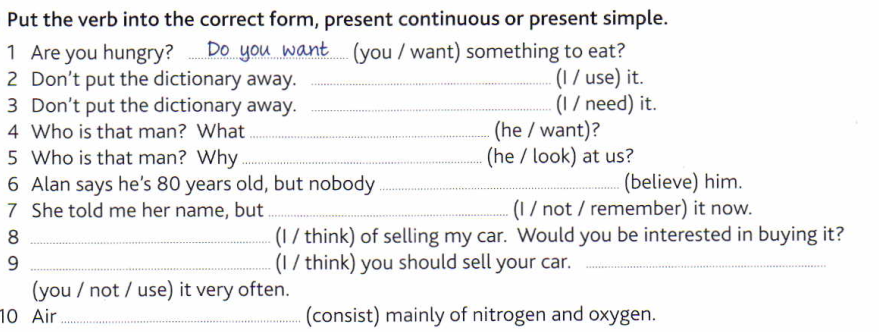 Put the verb into the correct form, present continuous or present simple.
1 Are you hungry? Do you want (you / want) something to eat?
2 Don't put the dictionary away. (I / use) it.
3 Don't put the dictionary away. (I / need) it.
4 Who is that man? What (he / want)?
5 Who is that man? Why (he / look) at us?
6 Alan says he's 80 years old, but nobody (believe) him.
7 She told me her name, but (I / not / remember) it now.
8 (I / think) of selling my car. Would you be interested in buying it?
9 (I / think) you should sell your car.
(you / not / use) it very often.
10 Air (consist) mainly of nitrogen and oxygen.